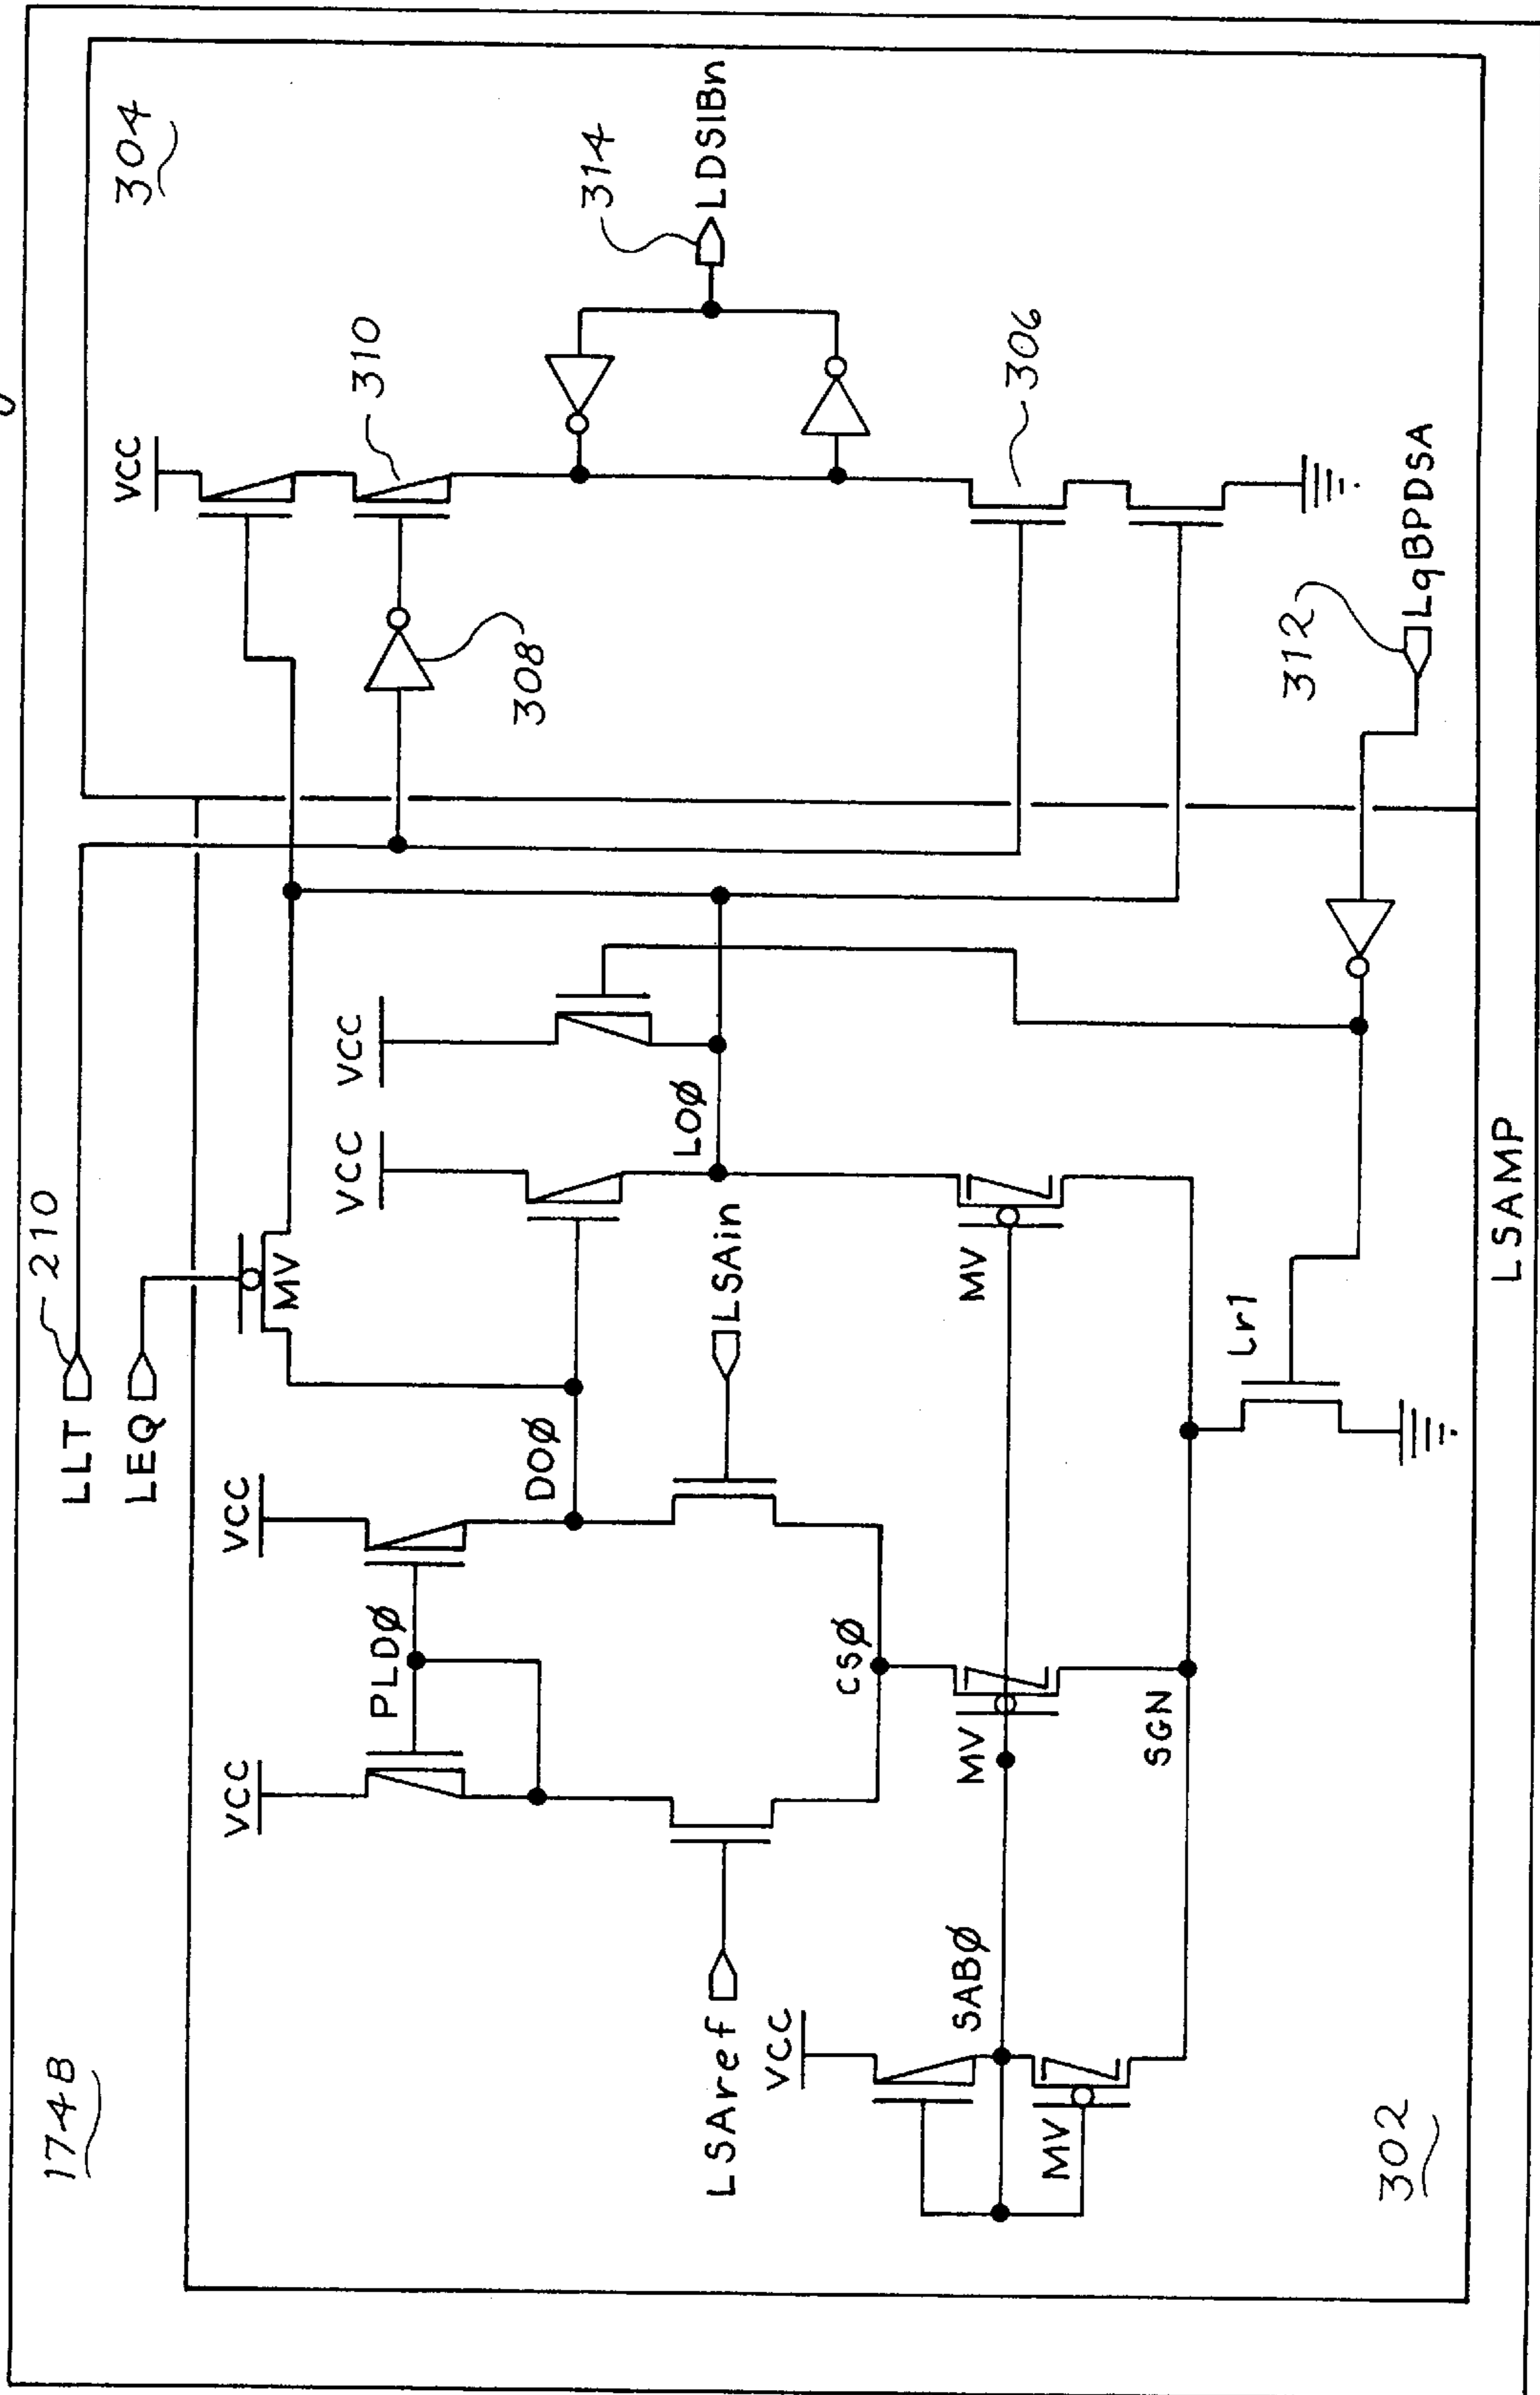 304
VCC
310
314
LDSIBn
308
306
312
LqBPDSA
210
LLT
LEQ
MV
VCC
VCC
LOØ
LSAin
MV
Lr1
VCC
DOØ
PLDØ
VCC
CSØ
MV
SGN
LSAref
VCC
SABØ
MV
174B
302
LSAMP